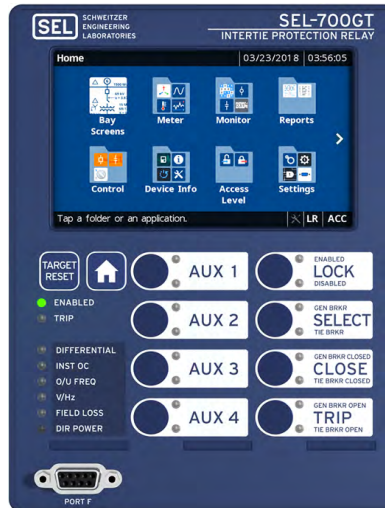 SEL
SCHWEITZER
ENGINEERING
LABORATORIES
SEL-700GT
INTERTIE PROTECTION RELAY
Home 03/23/2018 03:56:05
Bay
Screens
Meter
Monitor
Reports
Control
Device Info
Access
Level
Settings
Tap a folder or an application. LR ACC
TARGET
RESET
ENABLED
TRIP
DIFFERENTIAL
INST OC
O/U FREQ
V/Hz
FIELD LOSS
DIR POWER
AUX 1
AUX 2
AUX 3
AUX 4
ENABLED
LOCK
DISABLED
GEN BRKR
SELECT
TIE BRKR
GEN BRKR CLOSED
CLOSE
TIE BRKR CLOSED
GEN BRKR OPEN
TRIP
TIE BRKR OPEN
PORT F